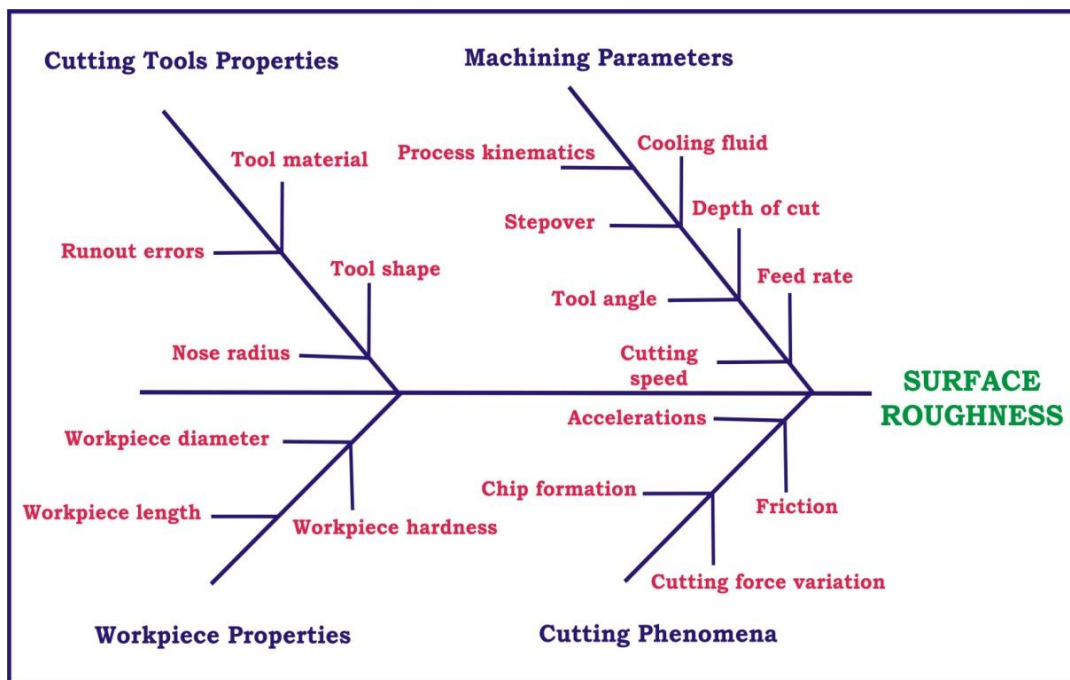 Cutting Tools Properties
Machining Parameters
Process kinematics
Cooling fluid
Tool material
Stepover
Depth of cut
Runout errors
Tool shape
Tool angle
Feed rate
Nose radius
Cutting
speed
SURFACE
ROUGHNESS
Accelerations
Workpiece diameter
Chip formation
Workpiece length
Workpiece hardness
Friction
Cutting force variation
Workpiece Properties
Cutting Phenomena